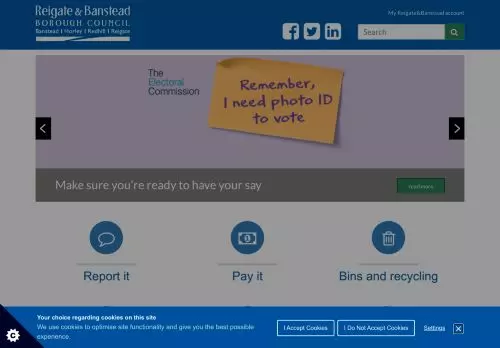 Reigate & Banstead
BOROUGH COUNCIL
Banstead | Horley | Redhill | Reigate
My Reigate&Banstead account
Search
The
Electoral
Commission
Remember,
I need photo ID
to vote
Make sure you're ready to have your say
read more
Report it
Pay it
Bins and recycling
Your choice regarding cookies on this site
We use cookies to optimise site functionality and give you the best possible
experience.
I Accept Cookies
I Do Not Accept Cookies
Settings